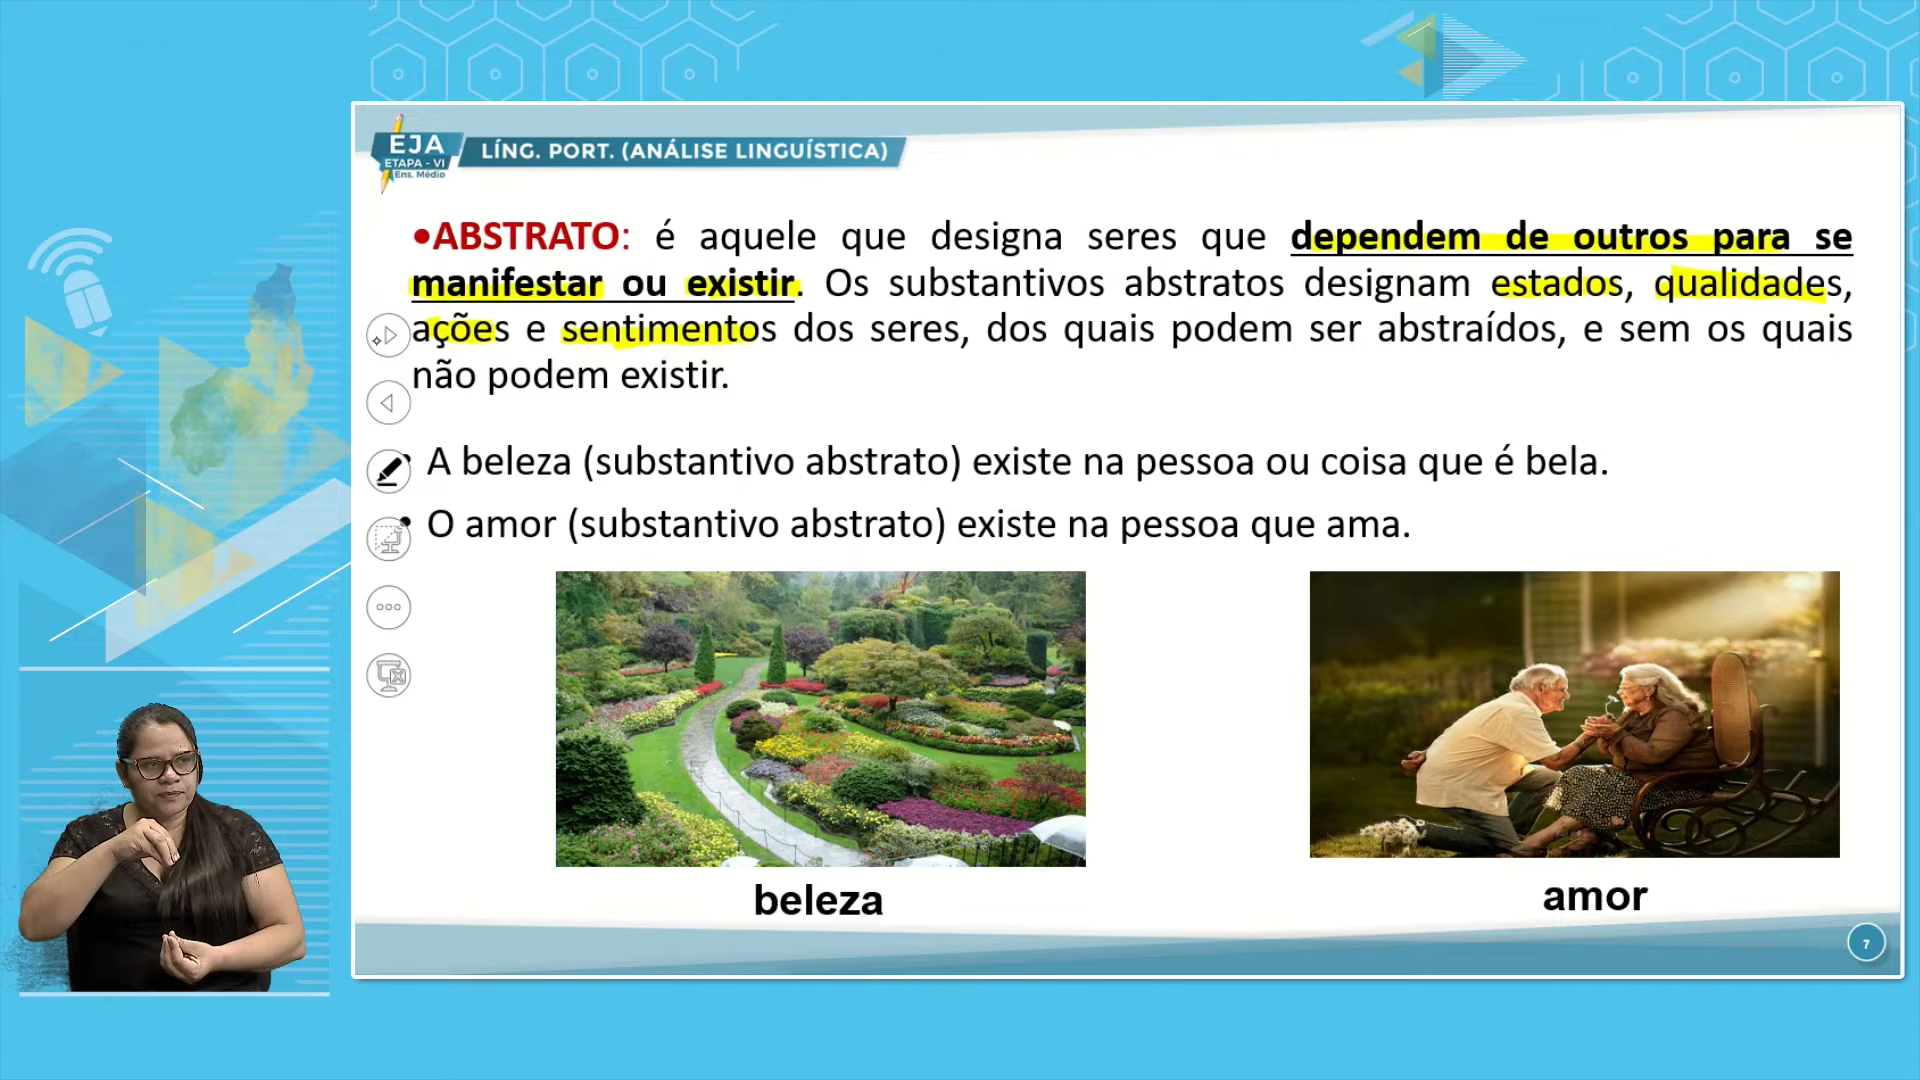 EJA
ETAPA - VI
Ens. Médio
LÍNG. PORT. (ANÁLISE LINGUÍSTICA)
•ABSTRATO: é aquele que designa seres que dependem de outros para se
manifestar ou existir. Os substantivos abstratos designam estados, qualidades,
ações e sentimentos dos seres, dos quais podem ser abstraídos, e sem os quais
não podem existir.
• A beleza (substantivo abstrato) existe na pessoa ou coisa que é bela.
• O amor (substantivo abstrato) existe na pessoa que ama.
beleza
amor
7